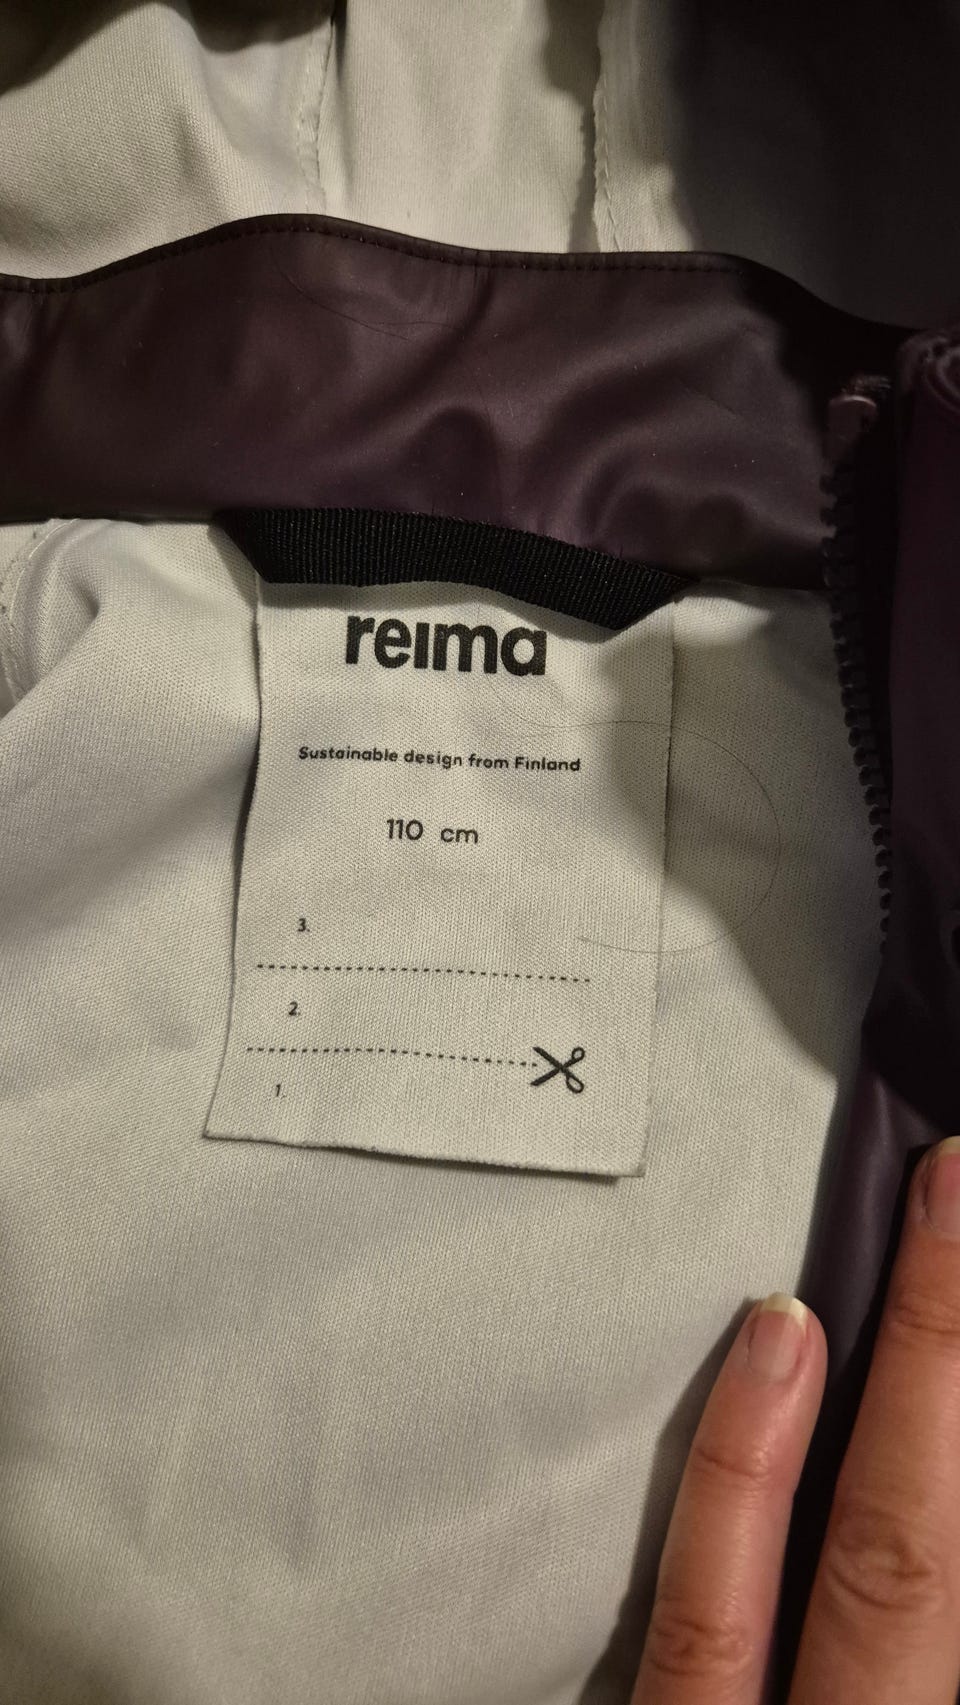 reima
Sustainable design from Finland
110 cm
3.
2.
1.